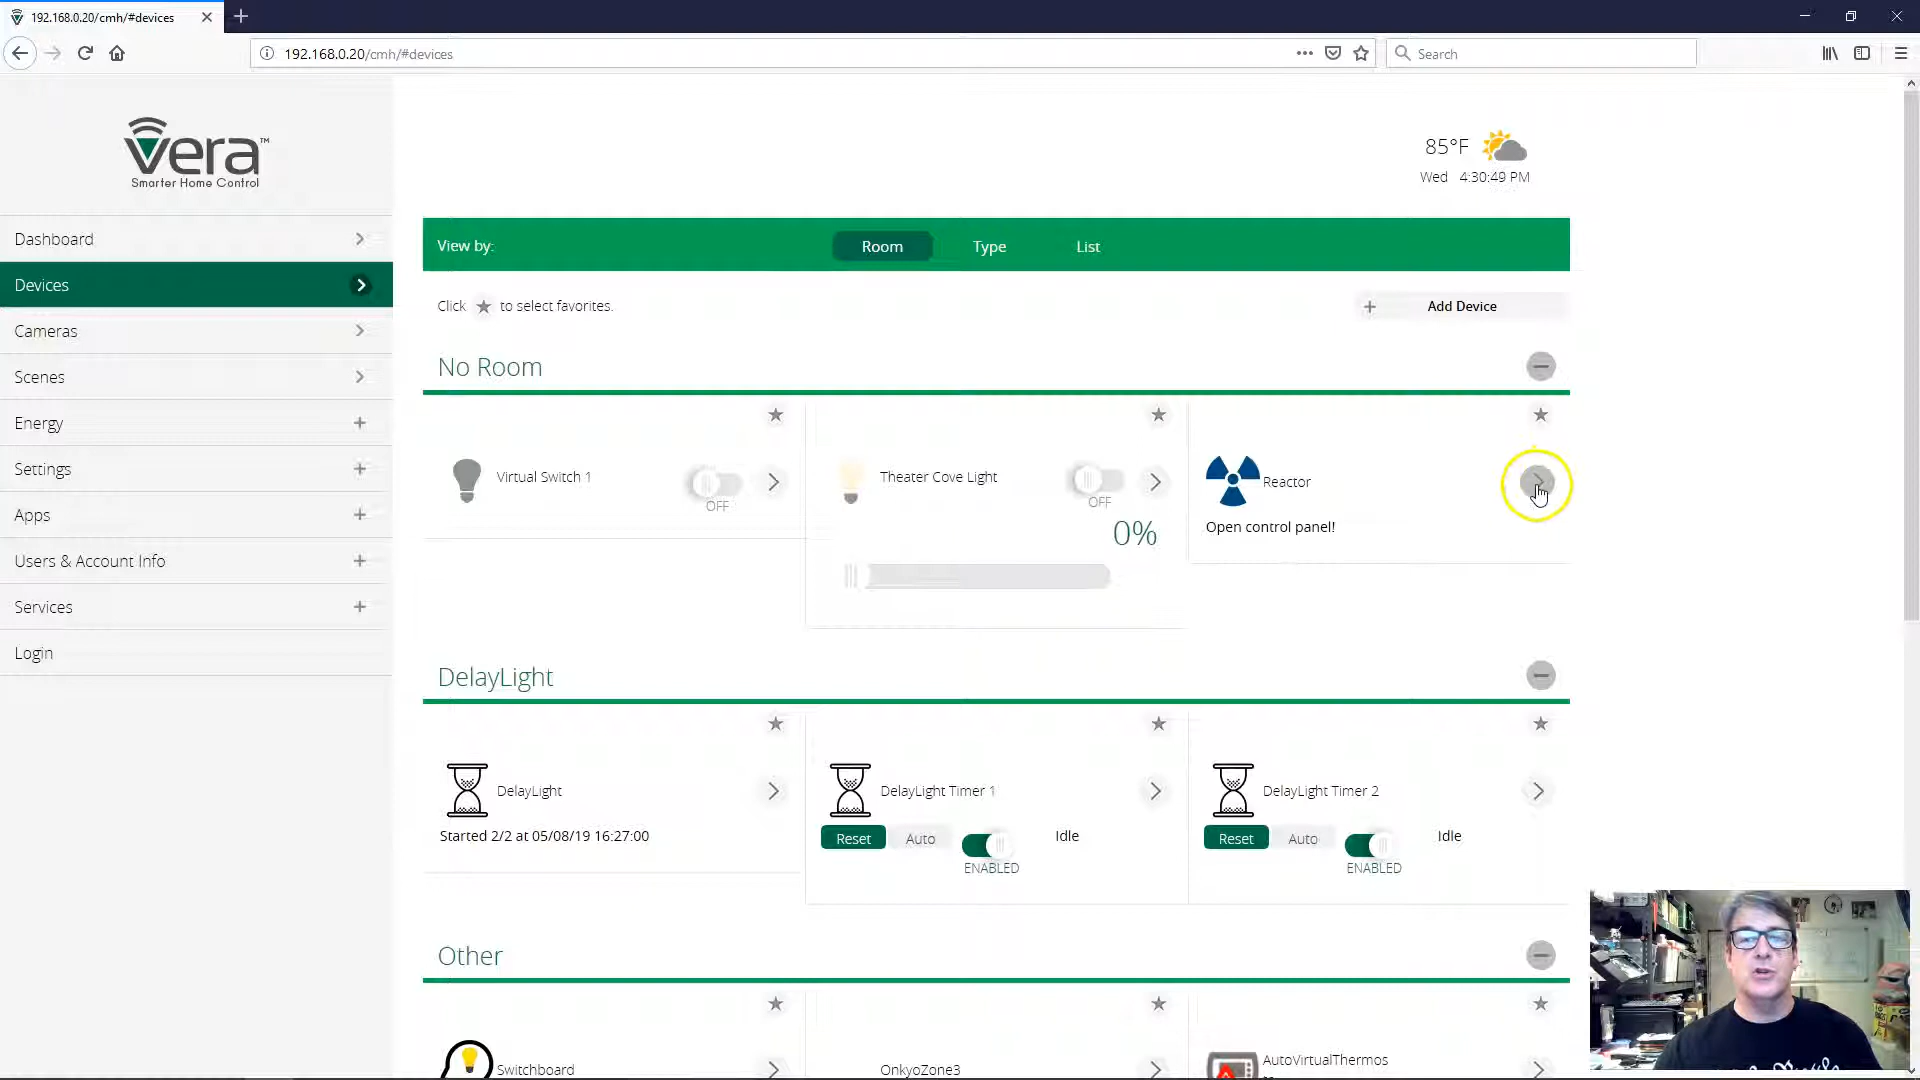 192.168.0.20/cmh/#devices
192.168.0.20/cmh/#devices
Search
vera™
Smarter Home Control
85°F
Wed 4:30:49 PM
Dashboard
Devices
Cameras
Scenes
Energy
Settings
Apps
Users & Account Info
Services
Login
View by:
Room
Type
List
Click ★ to select favorites.
+ Add Device
No Room
Virtual Switch 1
OFF
Theater Cove Light
OFF
0%
Reactor
Open control panel!
DelayLight
DelayLight
Started 2/2 at 05/08/19 16:27:00
DelayLight Timer 1
Reset
Auto
ENABLED
Idle
DelayLight Timer 2
Reset
Auto
ENABLED
Idle
Other
Switchboard
OnkyoZone3
AutoVirtualThermos